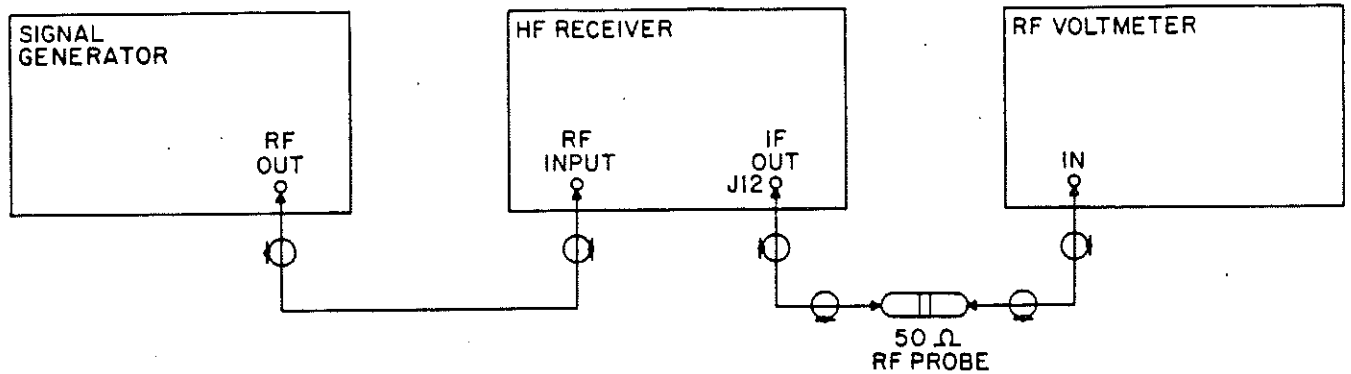 SIGNAL
GENERATOR
RF
OUT
HF RECEIVER
RF
INPUT
IF
OUT
J12
RF VOLTMETER
IN
50 Ω
RF PROBE